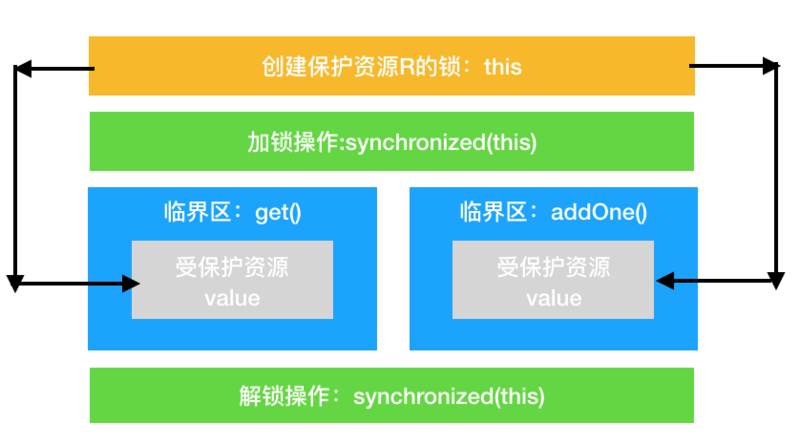 创建保护资源R的锁：this
加锁操作:synchronized(this)
临界区：get()
受保护资源
value
临界区：addOne()
受保护资源
value
解锁操作：synchronized(this)